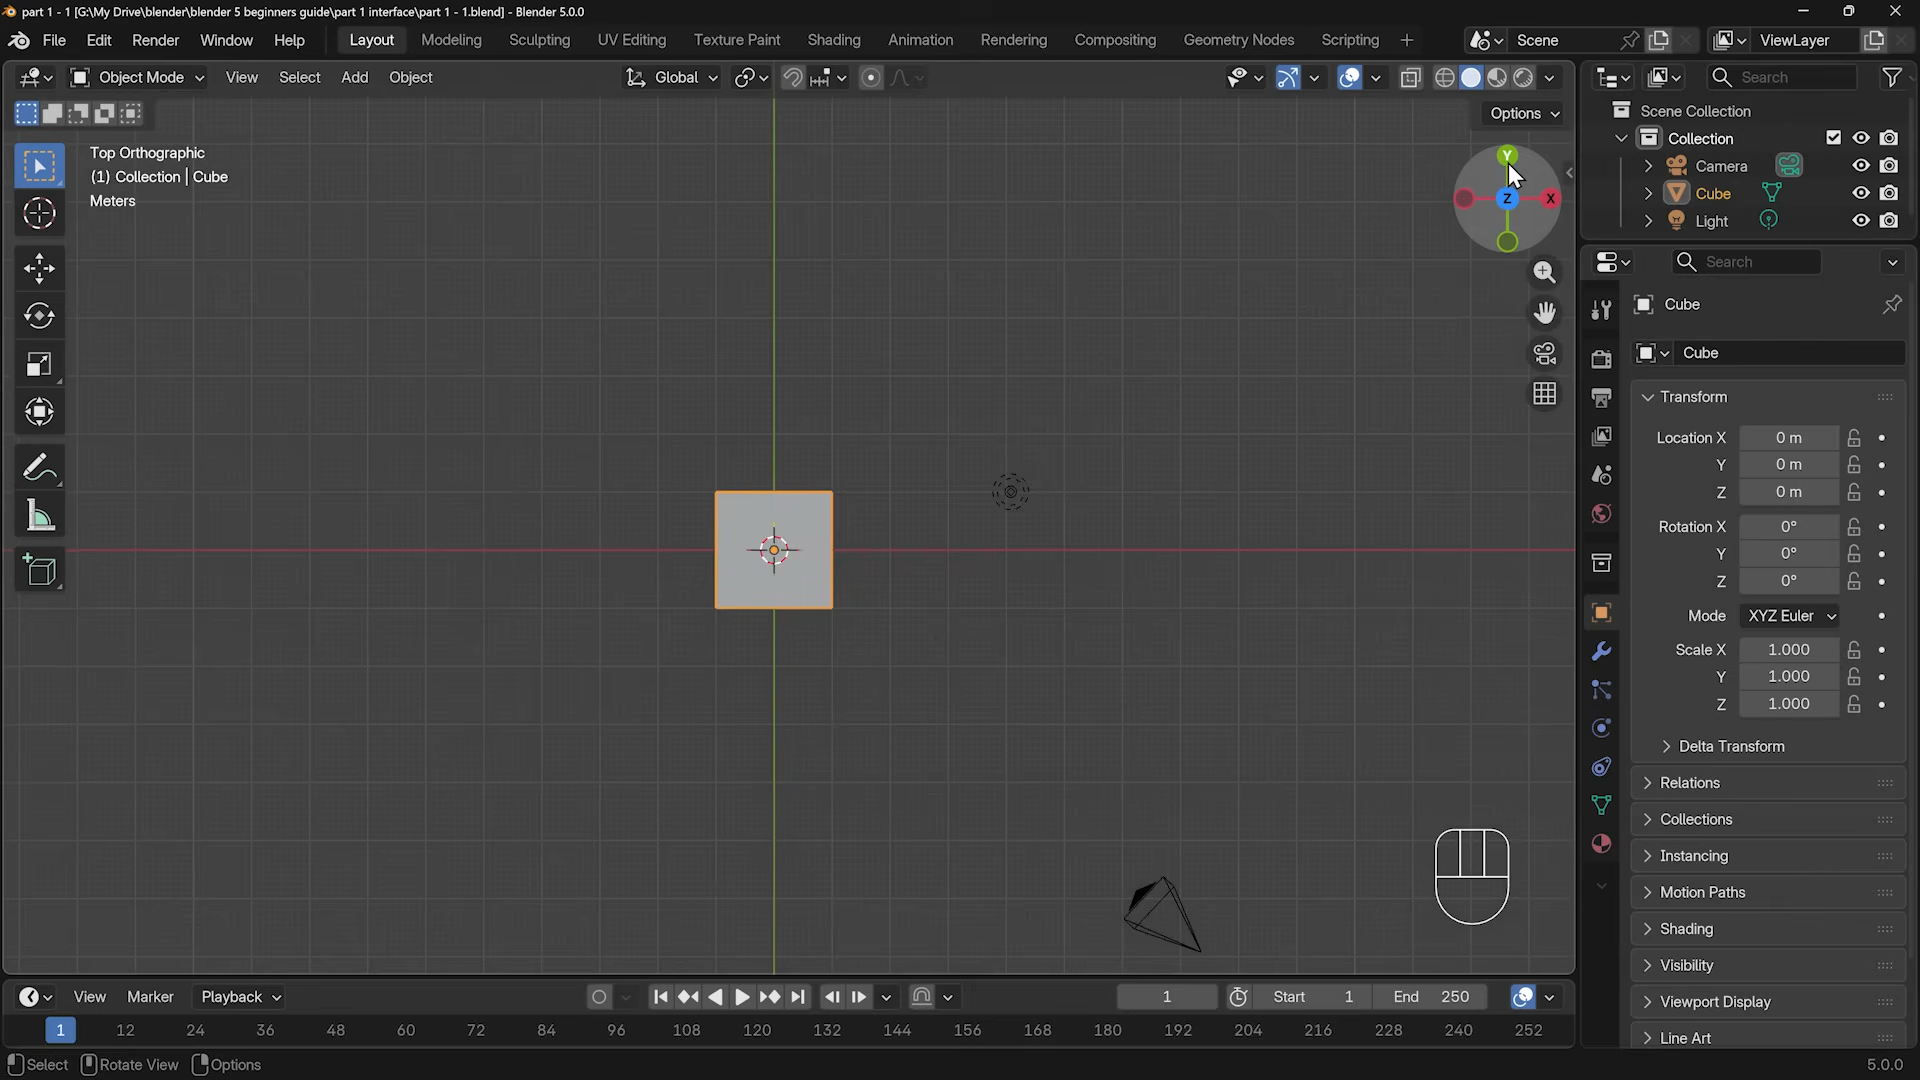 part 1 - 1 [G:\My Drive\blender\blender 5 beginners guide\part 1 interface\part 1 - 1.blend] - Blender 5.0.0
File Edit Render Window Help Layout Modeling Sculpting UV Editing Texture Paint Shading Animation Rendering Compositing Geometry Nodes Scripting + Scene ViewLayer
Object Mode View Select Add Object Global Search
Options
Top Orthographic
(1) Collection | Cube
Meters
Y
Z
X
Scene Collection
Collection
Camera
Cube
Light
Search
Cube
Cube
Transform
Location X 0 m
Y 0 m
Z 0 m
Rotation X 0°
Y 0°
Z 0°
Mode XYZ Euler
Scale X 1.000
Y 1.000
Z 1.000
Delta Transform
Relations
Collections
Instancing
Motion Paths
Shading
Visibility
Viewport Display
Line Art
View Marker Playback 1 Start 1 End 250
1 12 24 36 48 60 72 84 96 108 120 132 144 156 168 180 192 204 216 228 240 252
Select Rotate View Options 5.0.0